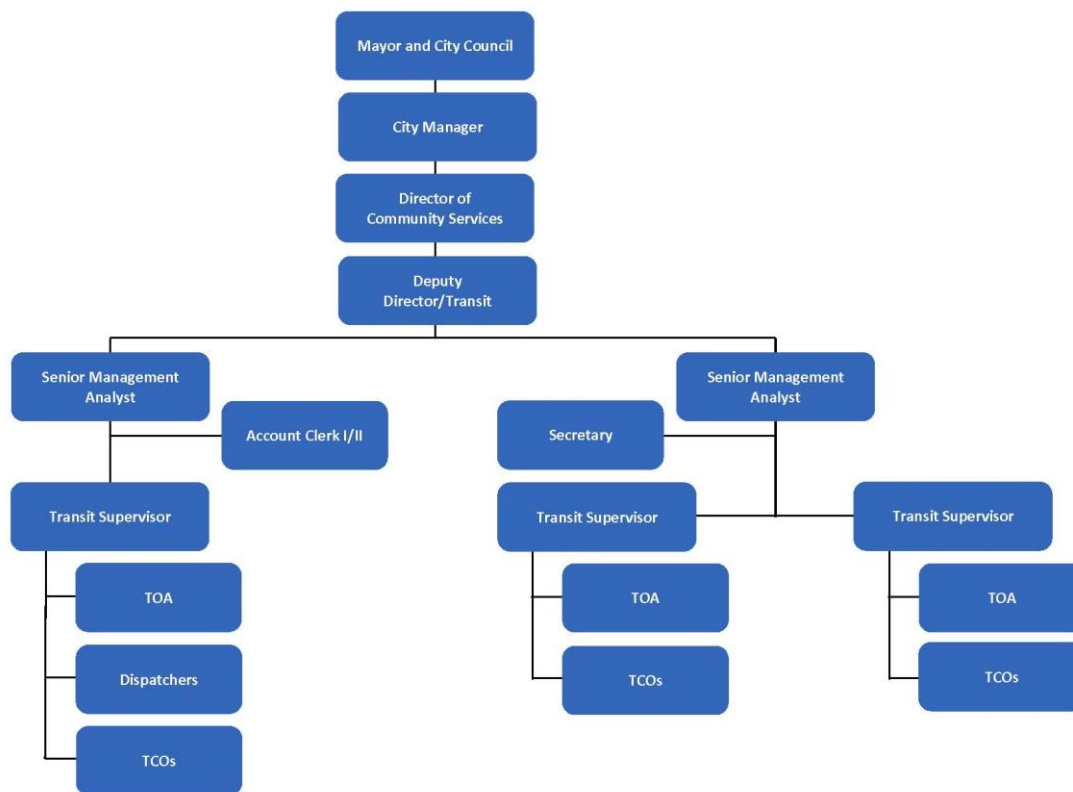 Mayor and City Council
City Manager
Director of
Community Services
Deputy
Director/Transit
Senior Management
Analyst
Senior Management
Analyst
Account Clerk I/II
Secretary
Transit Supervisor
Transit Supervisor
Transit Supervisor
TOA
TOA
TOA
Dispatchers
TCOs
TCOs
TCOs